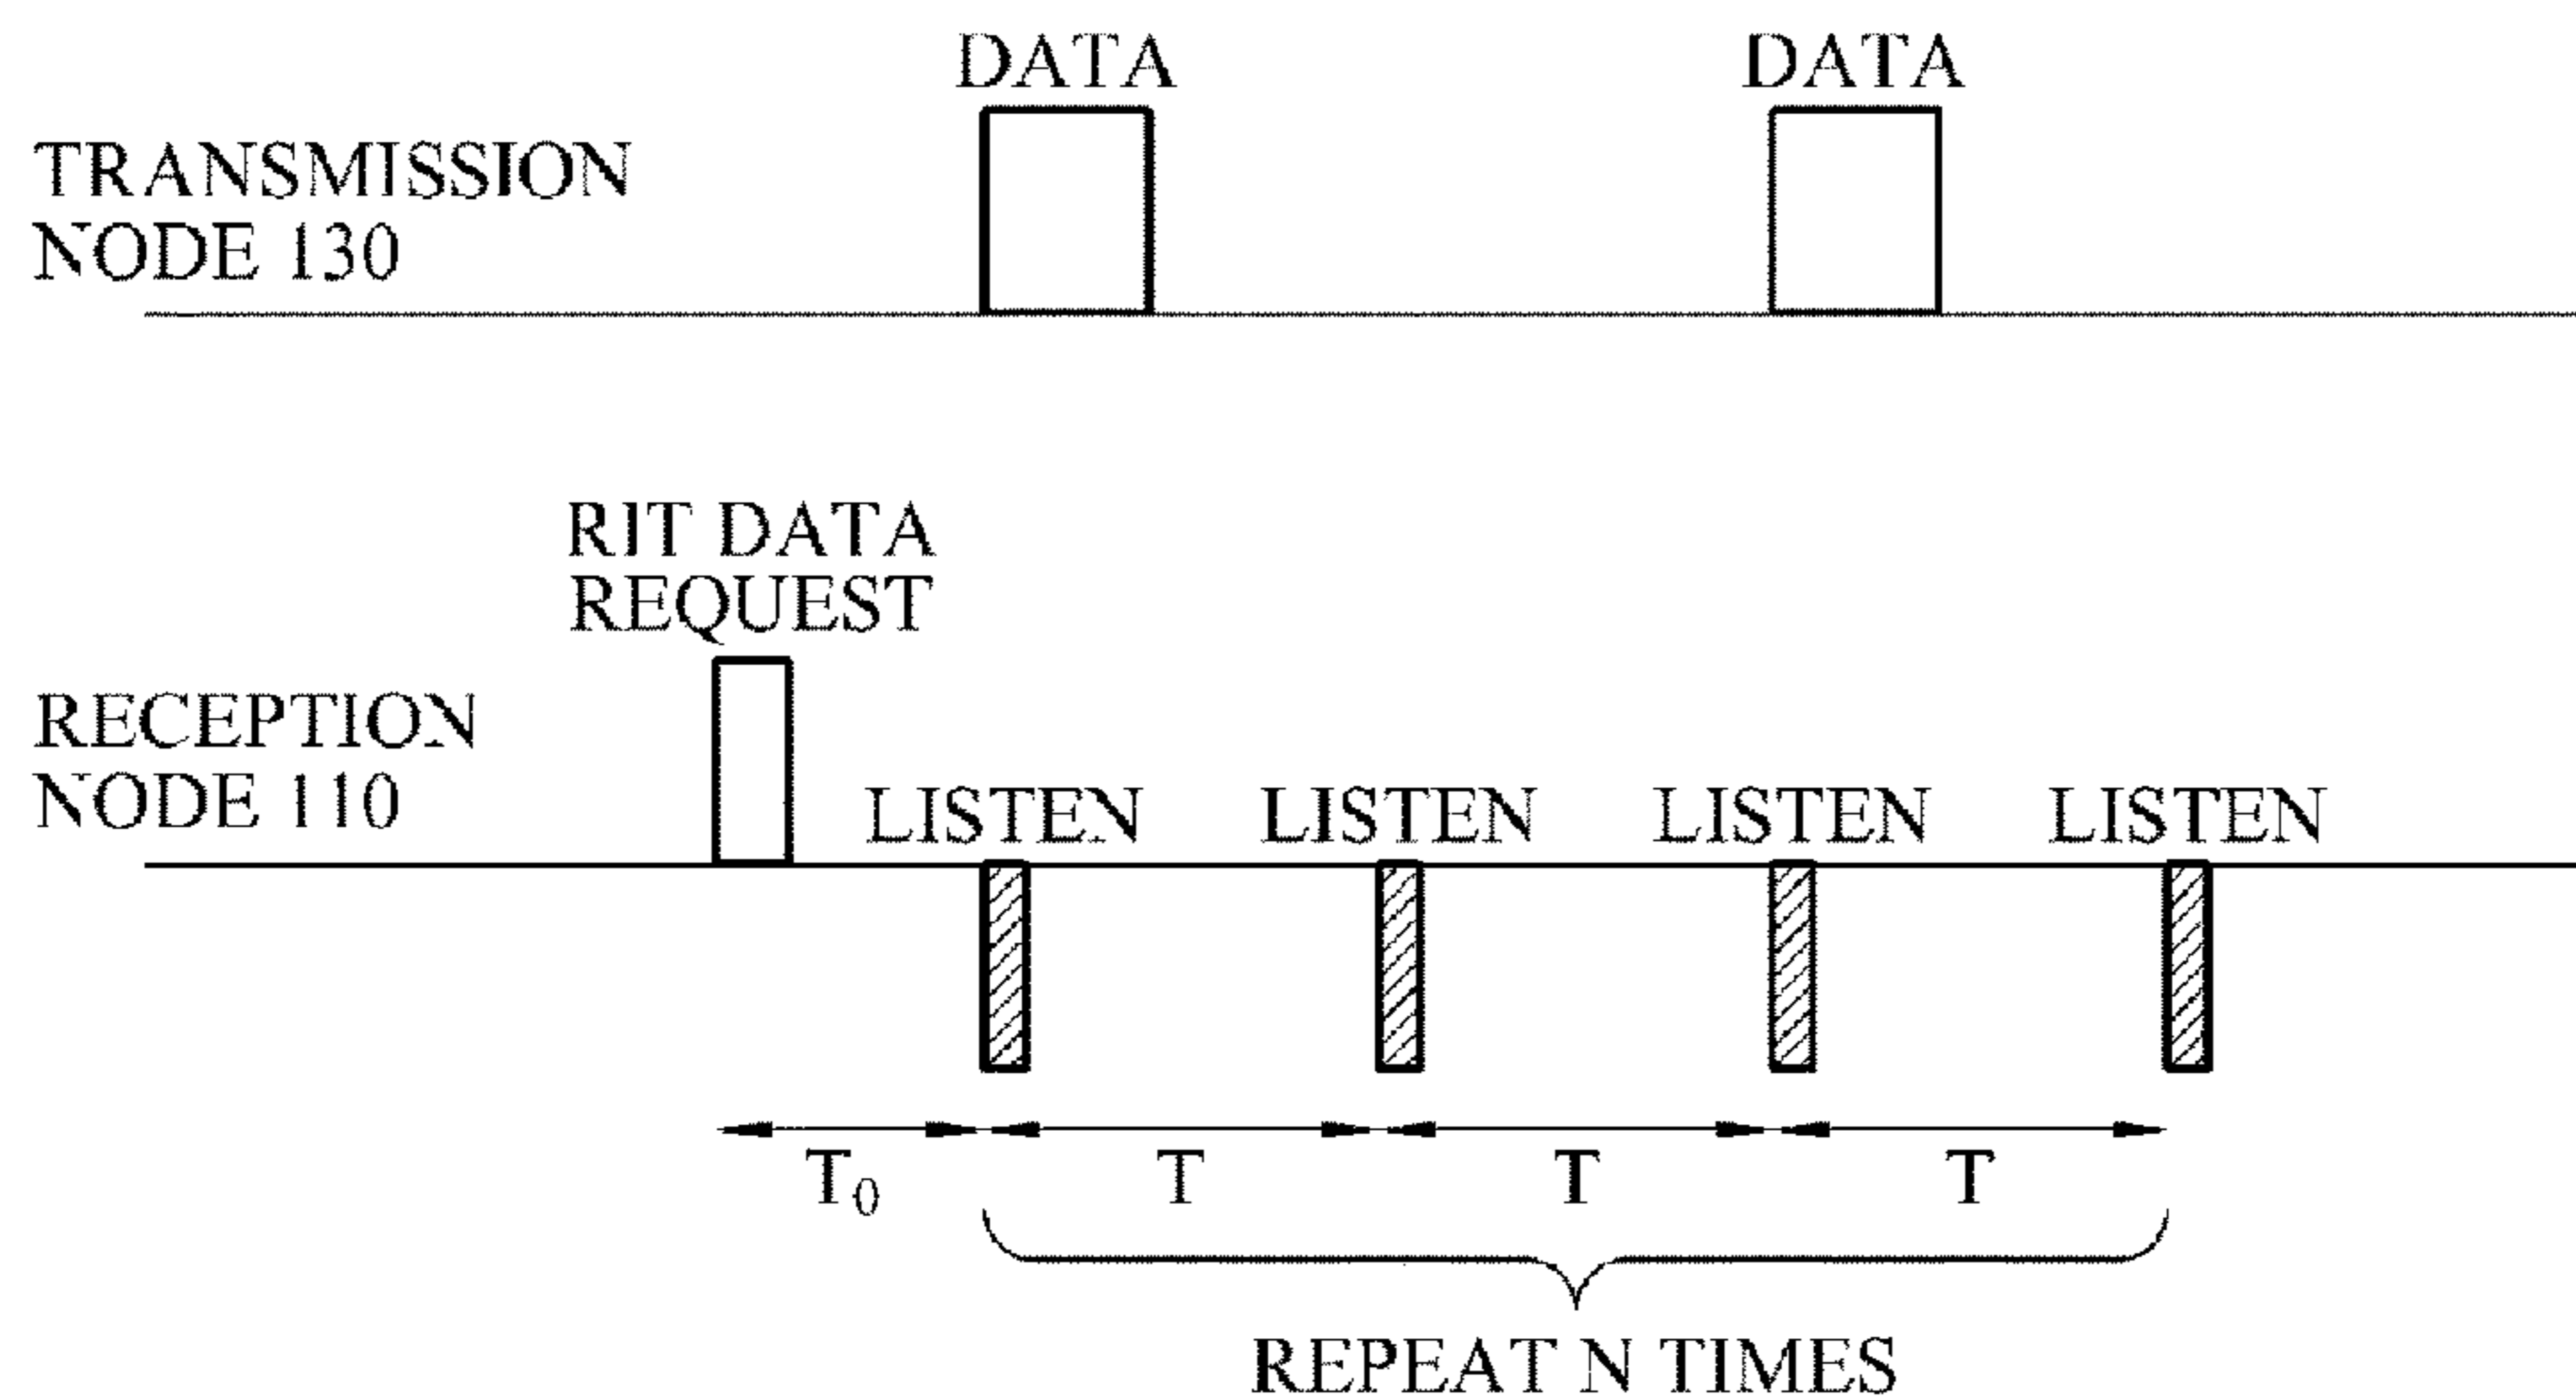 DATA DATA
TRANSMISSION
NODE 130
RIT DATA
REQUEST
RECEPTION
NODE 110
LISTEN LISTEN LISTEN LISTEN
T₀ T T T
REPEAT N TIMES